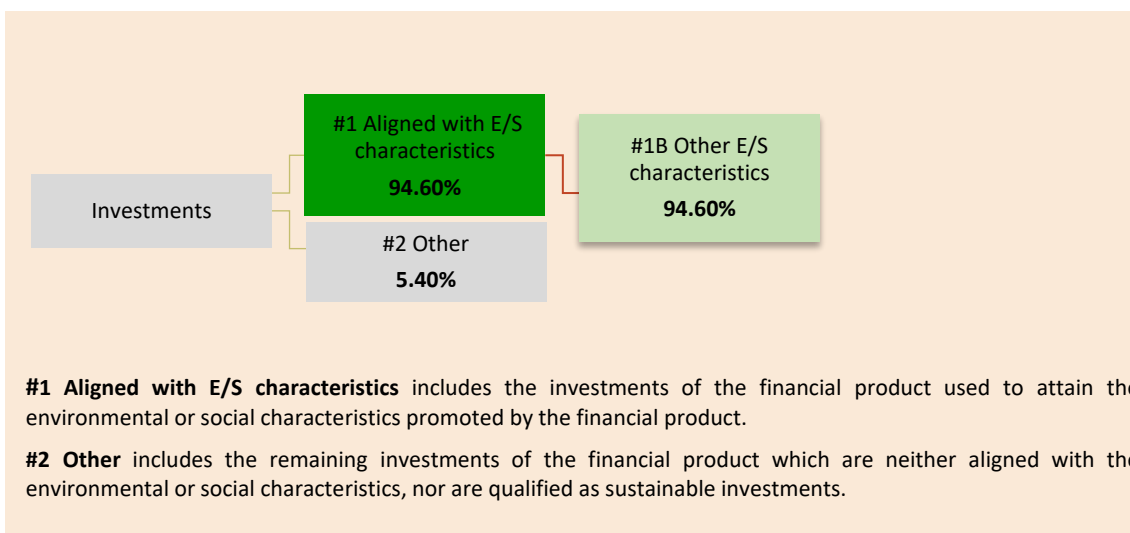 #1 Aligned with E/S
characteristics
94.60%
#1B Other E/S
characteristics
94.60%
Investments
#2 Other
5.40%
#1 Aligned with E/S characteristics includes the investments of the financial product used to attain the
environmental or social characteristics promoted by the financial product.
#2 Other includes the remaining investments of the financial product which are neither aligned with the
environmental or social characteristics, nor are qualified as sustainable investments.